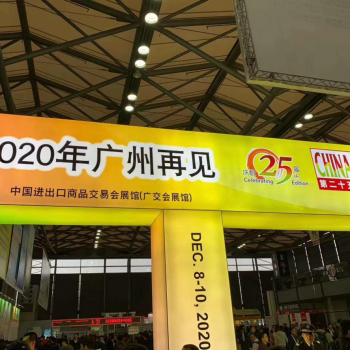 2020年广州再见
中国进出口商品交易会展馆(广交会展馆)
25
Celebrating
Edition
CHINA
第二十五
DEC. 8-10, 2020